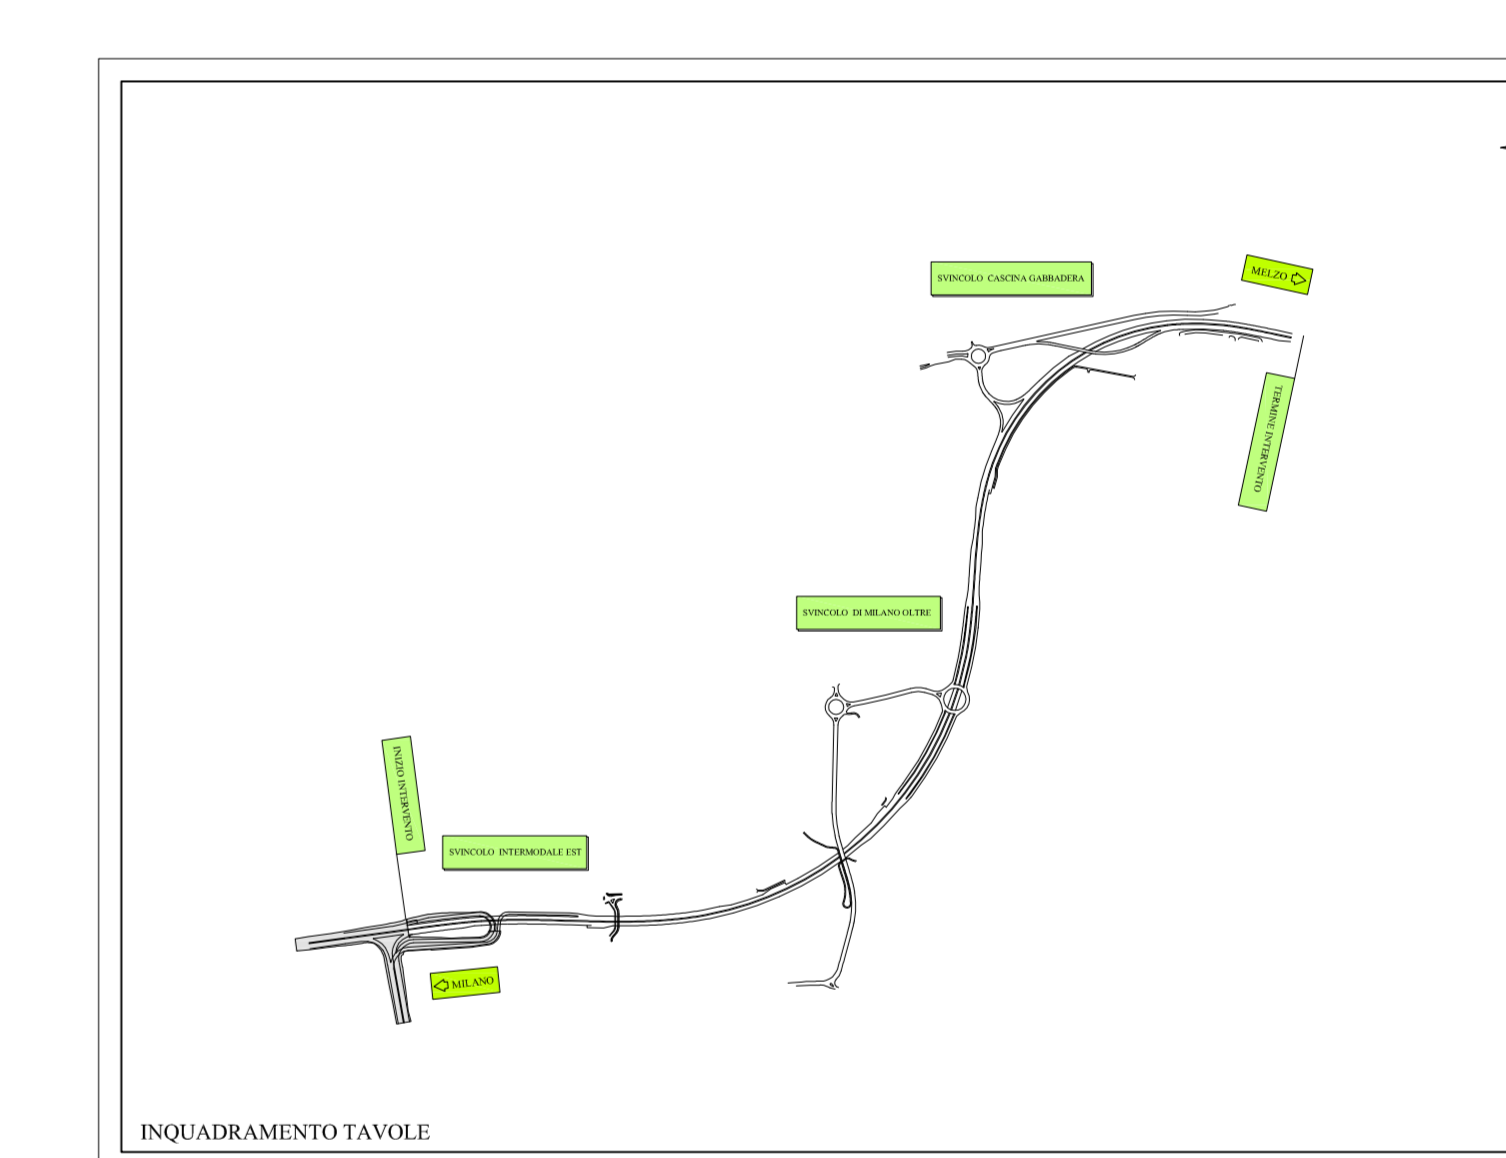 SVINCOLO CASCINA GABBADERA
MELZO
TERMINE INTERVENTO
SVINCOLO DI MILANO OLTRE
INIZIO INTERVENTO
SVINCOLO INTERMODALE EST
MILANO
INQUADRAMENTO TAVOLE